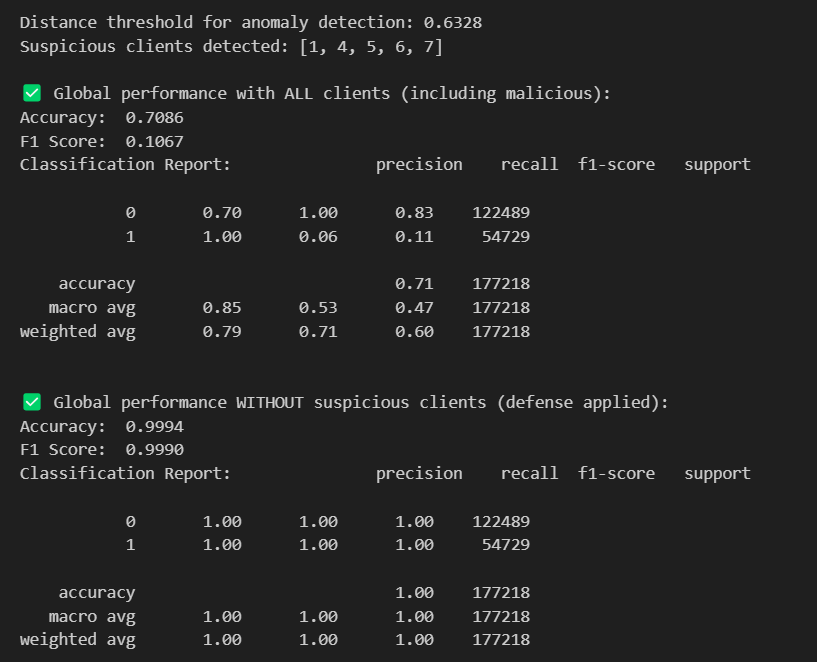 Distance threshold for anomaly detection: 0.6328
Suspicious clients detected: [1, 4, 5, 6, 7]
✅ Global performance with ALL clients (including malicious):
Accuracy: 0.7086
F1 Score: 0.1067
Classification Report: precision recall f1-score support
0 0.70 1.00 0.83 122489
1 1.00 0.06 0.11 54729
accuracy 0.71 177218
macro avg 0.85 0.53 0.47 177218
weighted avg 0.79 0.71 0.60 177218
✅ Global performance WITHOUT suspicious clients (defense applied):
Accuracy: 0.9994
F1 Score: 0.9990
Classification Report: precision recall f1-score support
0 1.00 1.00 1.00 122489
1 1.00 1.00 1.00 54729
accuracy 1.00 177218
macro avg 1.00 1.00 1.00 177218
weighted avg 1.00 1.00 1.00 177218